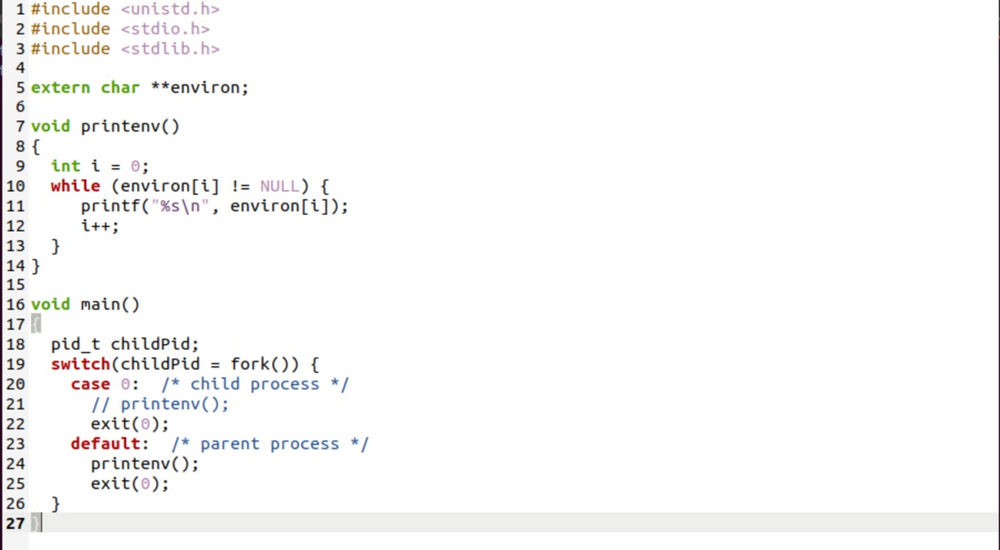 1 #include <unistd.h>
2 #include <stdio.h>
3 #include <stdlib.h>
4
5 extern char **environ;
6
7 void printenv()
8 {
9   int i = 0;
10   while (environ[i] != NULL) {
11      printf("%s\n", environ[i]);
12      i++;
13   }
14 }
15
16 void main()
17 {
18   pid_t childPid;
19   switch(childPid = fork()) {
20     case 0:  /* child process */
21       // printenv();
22       exit(0);
23     default:  /* parent process */
24       printenv();
25       exit(0);
26   }
27 }